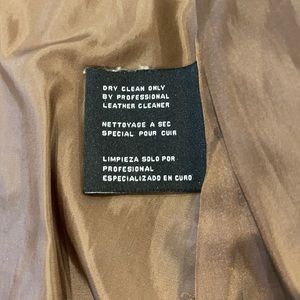 DRY CLEAN ONLY
BY PROFESSIONAL
LEATHER CLEANER
NETTOYAGE A SEC
SPECIAL POUR CUIR
LIMPIEZA SOLO POR
PROFESIONAL
ESPECIALIZADO EN CURO